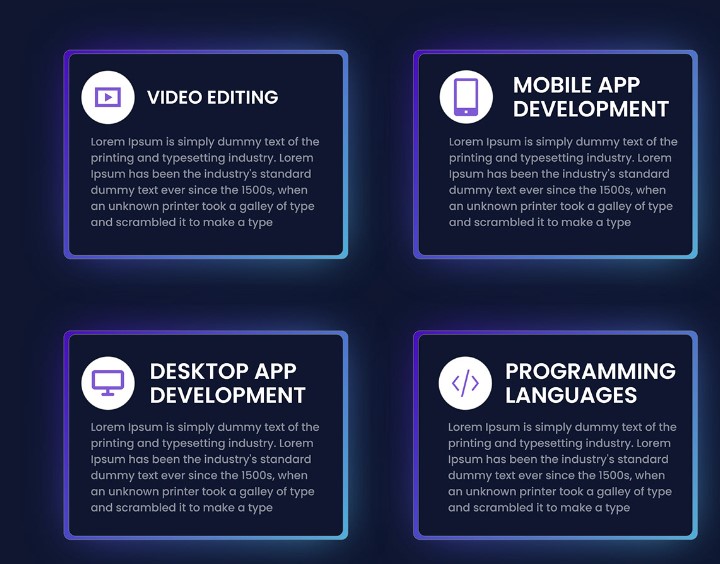 VIDEO EDITING
Lorem Ipsum is simply dummy text of the
printing and typesetting industry. Lorem
Ipsum has been the industry's standard
dummy text ever since the 1500s, when
an unknown printer took a galley of type
and scrambled it to make a type
MOBILE APP
DEVELOPMENT
Lorem Ipsum is simply dummy text of the
printing and typesetting industry. Lorem
Ipsum has been the industry's standard
dummy text ever since the 1500s, when
an unknown printer took a galley of type
and scrambled it to make a type
DESKTOP APP
DEVELOPMENT
Lorem Ipsum is simply dummy text of the
printing and typesetting industry. Lorem
Ipsum has been the industry's standard
dummy text ever since the 1500s, when
an unknown printer took a galley of type
and scrambled it to make a type
PROGRAMMING
LANGUAGES
Lorem Ipsum is simply dummy text of the
printing and typesetting industry. Lorem
Ipsum has been the industry's standard
dummy text ever since the 1500s, when
an unknown printer took a galley of type
and scrambled it to make a type